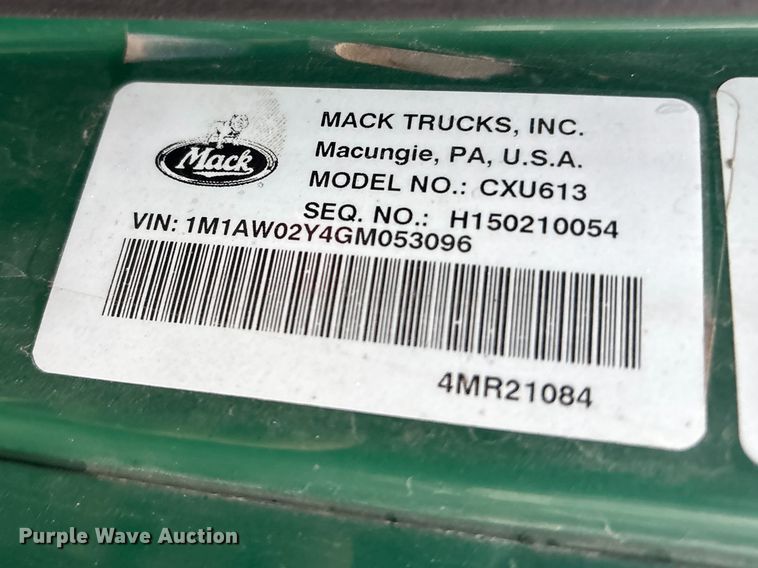 MACK TRUCKS, INC.
Mack
Macungie, PA, U.S.A.
MODEL NO.: CXU613
SEQ. NO.: H150210054
VIN: 1M1AW02Y4GM053096
4MR21084
Purple Wave Auction